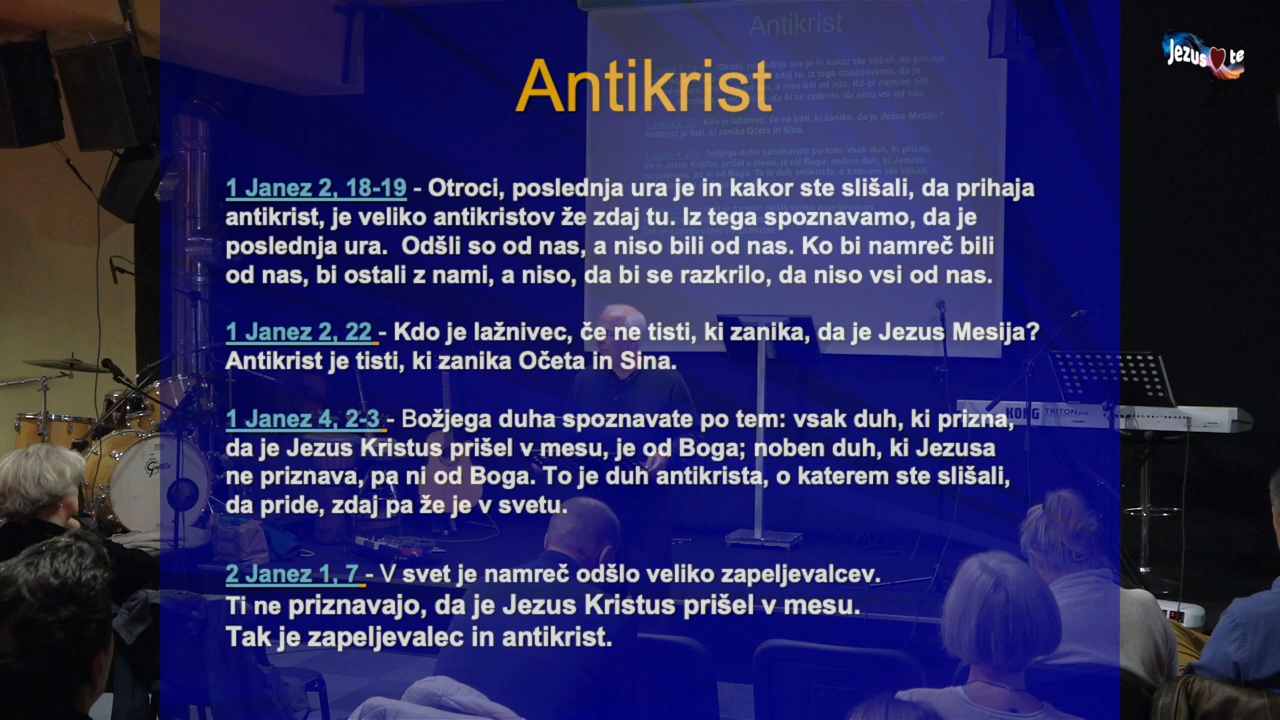 Antikrist
1 Janez 2, 18-19 - Otroci, poslednja ura je in kakor ste slišali, da prihaja
antikrist, je veliko antikristov že zdaj tu. Iz tega spoznavamo, da je
poslednja ura. Odšli so od nas, a niso bili od nas. Ko bi namreč bili
od nas, bi ostali z nami, a niso, da bi se razkrilo, da niso vsi od nas.
1 Janez 2, 22 - Kdo je lažnivec, če ne tisti, ki zanika, da je Jezus Mesija?
Antikrist je tisti, ki zanika Očeta in Sina.
1 Janez 4, 2-3 - Božjega duha spoznavate po tem: vsak duh, ki prizna,
da je Jezus Kristus prišel v mesu, je od Boga; noben duh, ki Jezusa
ne priznava, pa ni od Boga. To je duh antikrista, o katerem ste slišali,
da pride, zdaj pa že je v svetu.
2 Janez 1, 7 - V svet je namreč odšlo veliko zapeljevalcev.
Ti ne priznavajo, da je Jezus Kristus prišel v mesu.
Tak je zapeljevalec in antikrist.
Jezus te
Antikrist
KORG TRITON